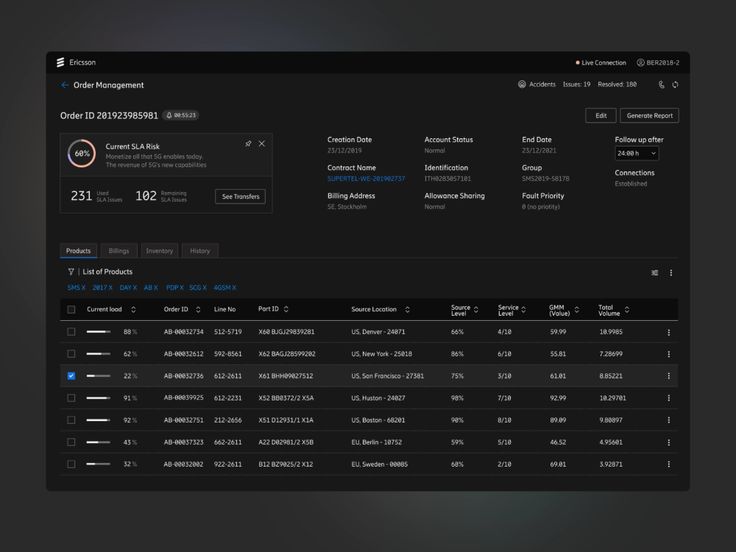 Ericsson
Live Connection BER2018-2
Order Management
Accidents Issues: 19 Resolved: 180
Order ID 201923985981 00:55:23
Edit Generate Report
60%
Current SLA Risk
Monetize all that 5G enables today.
The revenue of 5G's new capabilities
231 Used SLA Issues
102 Remaining SLA Issues
See Transfers
Creation Date
23/12/2019
Account Status
Normal
End Date
23/12/2021
Follow up after
24:00 h
Contract Name
SUPERTEL-WE-201902737
Identification
ITH0283057101
Group
SMS2019-58178
Connections
Established
Billing Address
SE, Stockholm
Allowance Sharing
Normal
Fault Priority
0 (no priotity)
Products Billings Inventory History
List of Products
SMS X 2017 X DAY X AB X PDP X SCG X 4GSM X
Current load Order ID Line No Part ID Source Location Source Level Service Level GMM (Value) Total Volume
88 % AB-00032734 512-5719 X60 BUGJ29839281 US, Denver - 24071 66% 4/10 59.99 10.9985
62 % AB-00032612 592-8561 X62 BAGJ28599202 US, New York - 25018 86% 6/10 55.81 7.28699
22 % AB-00032736 612-2611 X61 BHH09027512 US, San Francisco - 27381 75% 3/10 61.01 8.85221
91 % AB-00039925 612-2231 X52 BB0372/2 X5A US, Huston - 24027 98% 7/10 92.99 10.29701
92 % AB-00032751 212-2656 X51 D12931/1 X1A US, Boston - 68201 90% 8/10 89.09 9.80897
43 % AB-00037323 662-2611 A22 D02981/2 X5B EU, Berlin - 10752 59% 5/10 46.52 4.95601
32 % AB-00032002 922-2611 B12 BZ9025/2 X12 EU, Sweden - 00085 68% 2/10 69.01 3.92871